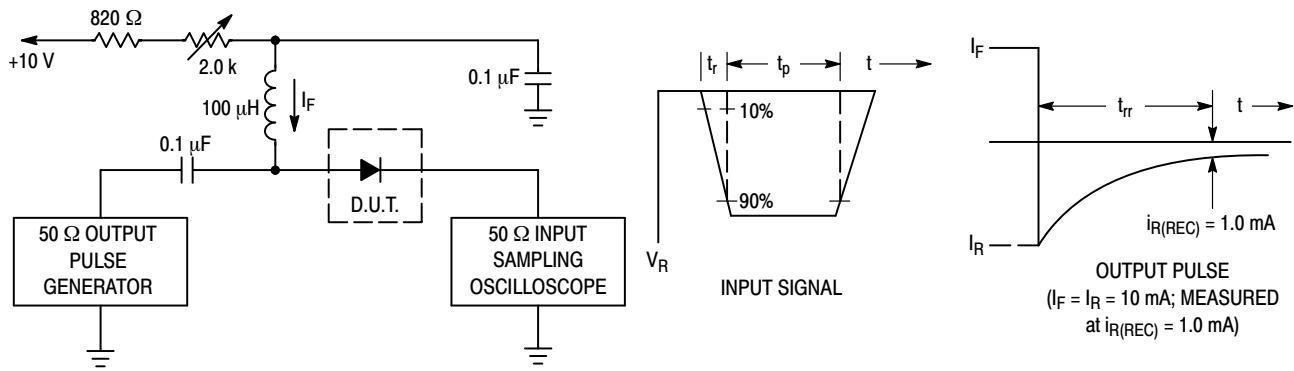 820 Ω
+10 V
2.0 k
0.1 μF
100 μH
I_F
0.1 μF
D.U.T.
50 Ω OUTPUT
PULSE
GENERATOR
50 Ω INPUT
SAMPLING
OSCILLOSCOPE
t_r
t_p
t
10%
90%
V_R
INPUT SIGNAL
I_F
t_rr
t
I_R
i_R(REC) = 1.0 mA
OUTPUT PULSE
(I_F = I_R = 10 mA; MEASURED
at i_R(REC) = 1.0 mA)